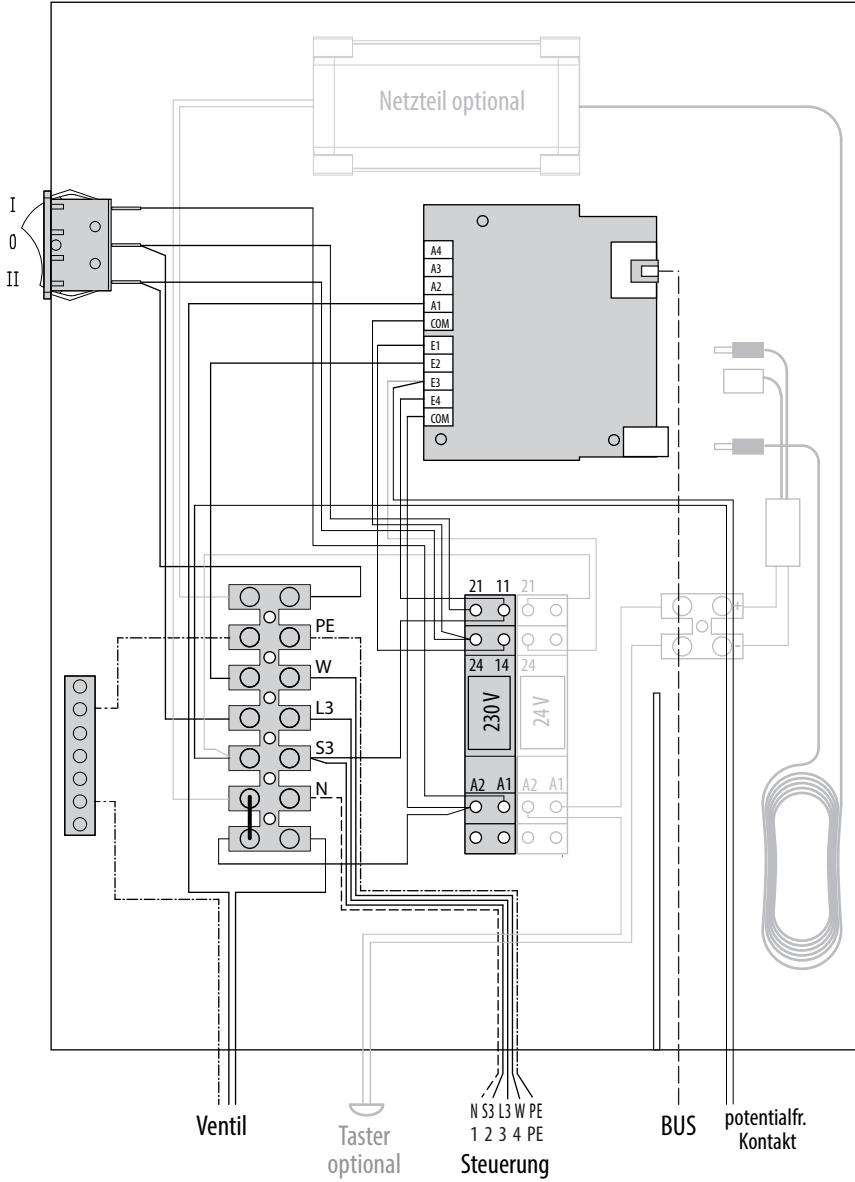 Netzteil optional
I
0
II
A4
A3
A2
A1
COM
E1
E2
E3
E4
COM
21 11 21
PE
W
L3
S3
N
24 14 24
230 V
24 V
A2 A1 A2 A1
+
-
Ventil
Taster
optional
N S3 L3 W PE
1 2 3 4 PE
Steuerung
BUS
potentialfr.
Kontakt